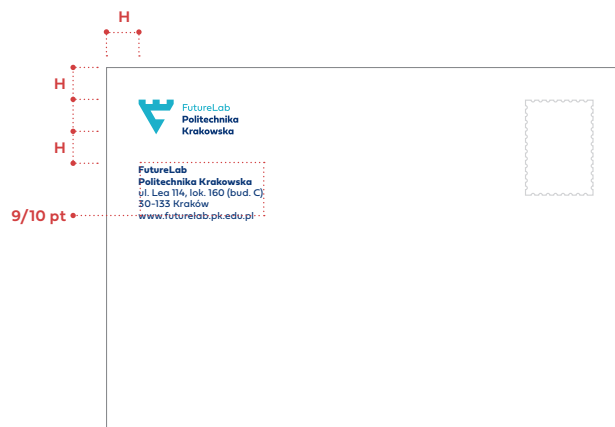 H
H
FutureLab
Politechnika
Krakowska
H
FutureLab
Politechnika Krakowska
ul. Lea 114, lok. 160 (bud. C)
30-133 Kraków
9/10 pt
www.futurelab.pk.edu.pl